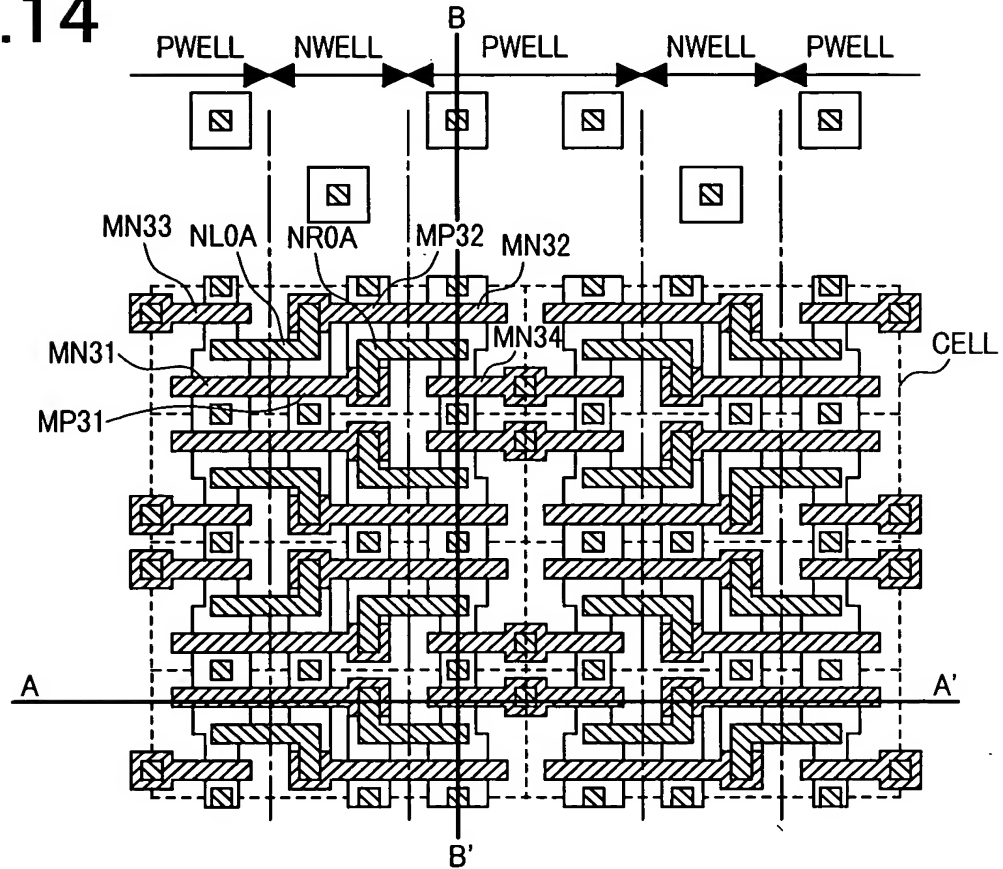 .14
B
PWELL NWELL PWELL NWELL PWELL
MN33 NL0A NR0A MP32 MN32
MN31 MN34 CELL
MP31
A A'
B'